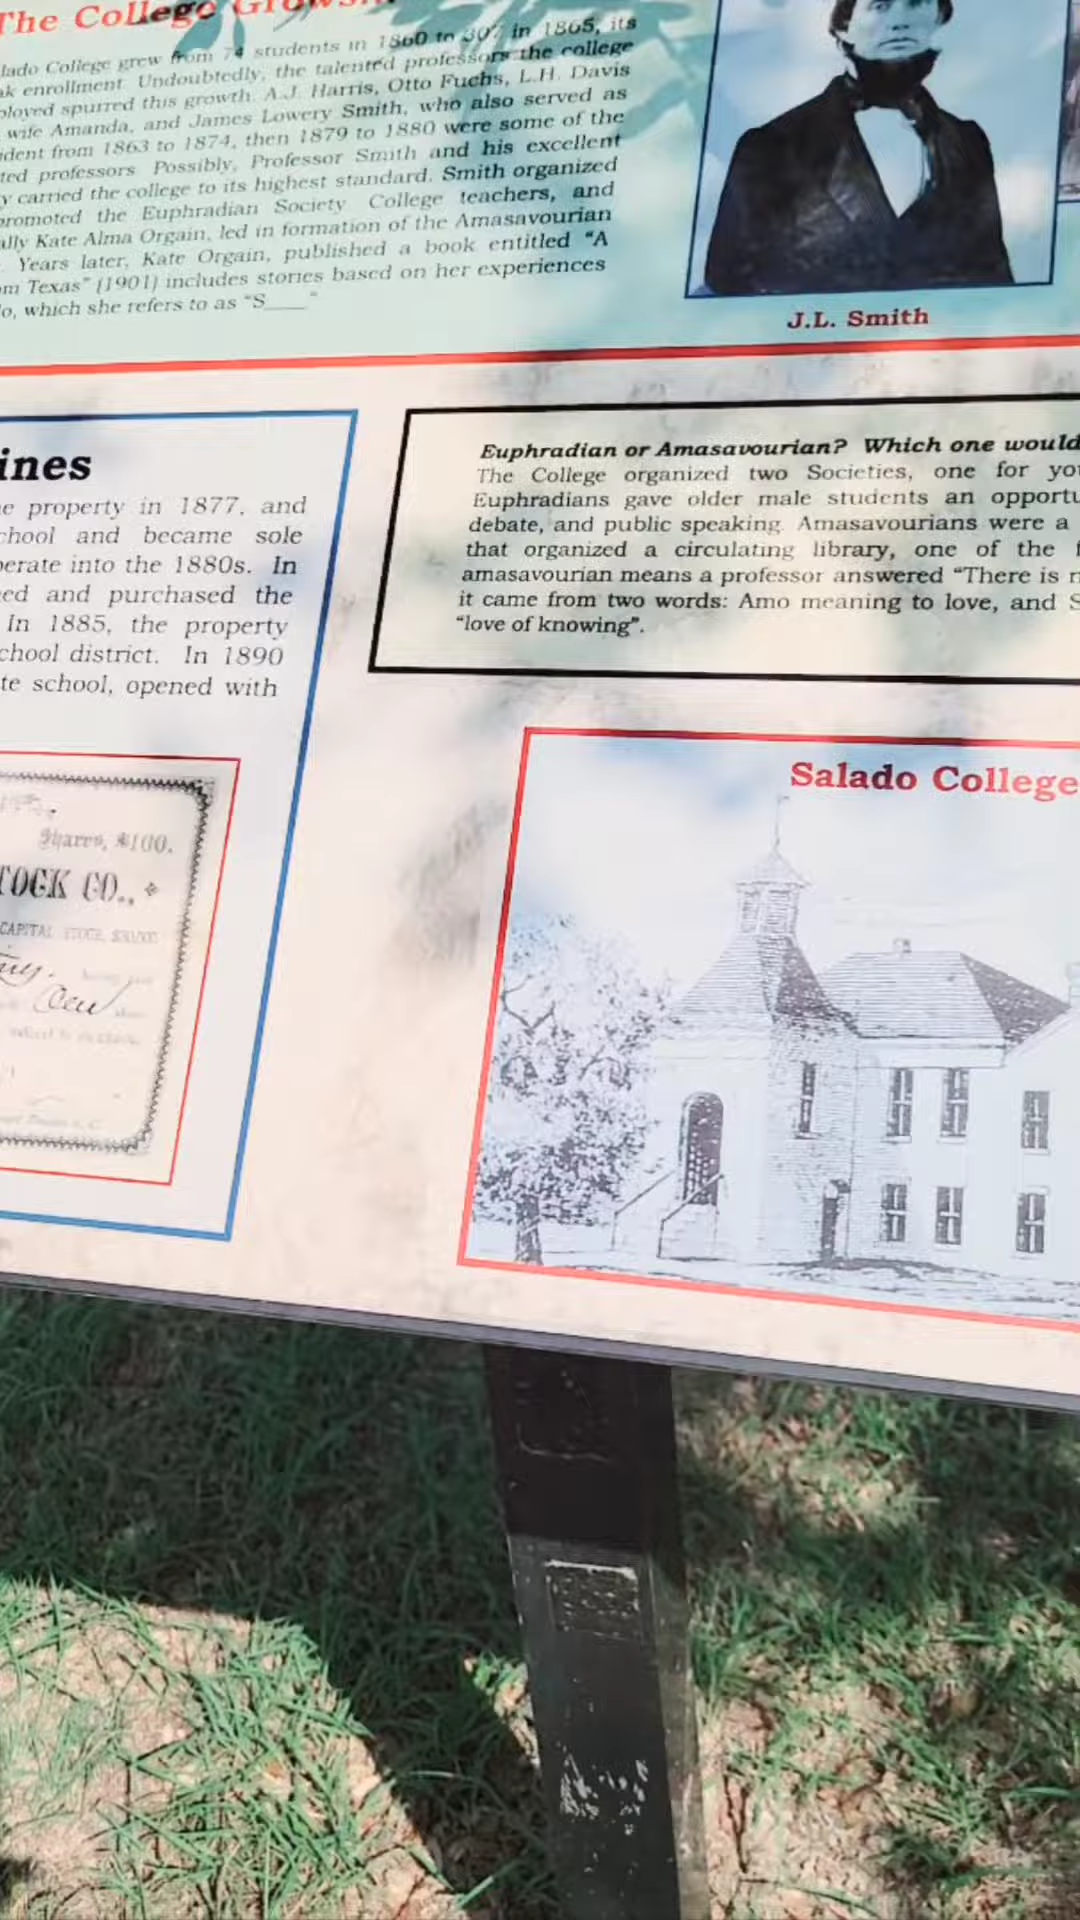 The College Grows...
lado College grew from 74 students in 1860 to 307 in 1865, its
ak enrollment. Undoubtedly, the talented professors the college
ployed spurred this growth. A.J. Harris, Otto Fuchs, L.H. Davis
wife Amanda, and James Lowery Smith, who also served as
ident from 1863 to 1874, then 1879 to 1880 were some of the
ted professors Possibly, Professor Smith and his excellent
y carried the college to its highest standard. Smith organized
promoted the Euphradian Society College teachers, and
ally Kate Alma Orgain, led in formation of the Amasavourian
Years later, Kate Orgain, published a book entitled "A
om Texas" (1901) includes stories based on her experiences
o, which she refers to as "S___"
J.L. Smith
ines
e property in 1877, and
chool and became sole
perate into the 1880s. In
ed and purchased the
In 1885, the property
chool district. In 1890
te school, opened with
Shares, $100.
TOCK CO.,
CAPITAL STOCK,
Euphradian or Amasavourian? Which one would
The College organized two Societies, one for yo
Euphradians gave older male students an opportu
debate, and public speaking. Amasavourians were a
that organized a circulating library, one of the f
amasavourian means a professor answered "There is n
it came from two words: Amo meaning to love, and S
"love of knowing".
Salado College